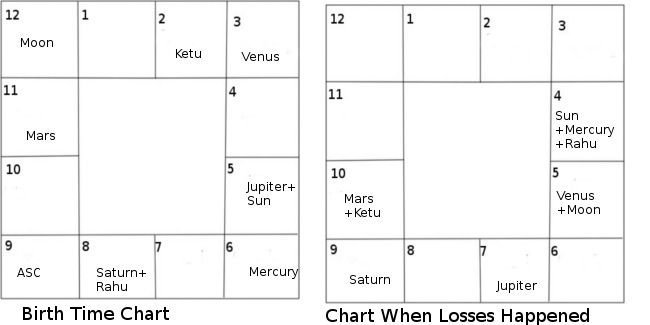 12 1 2 3
Moon Ketu Venus
11 4
Mars
10 5
Jupiter+
Sun
9 8 7 6
ASC Saturn+ Mercury
Rahu
Birth Time Chart
12 1 2 3
11 4
Sun
+Mercury
+Rahu
10 5
Mars Venus
+Ketu +Moon
9 8 7 6
Saturn Jupiter
Chart When Losses Happened